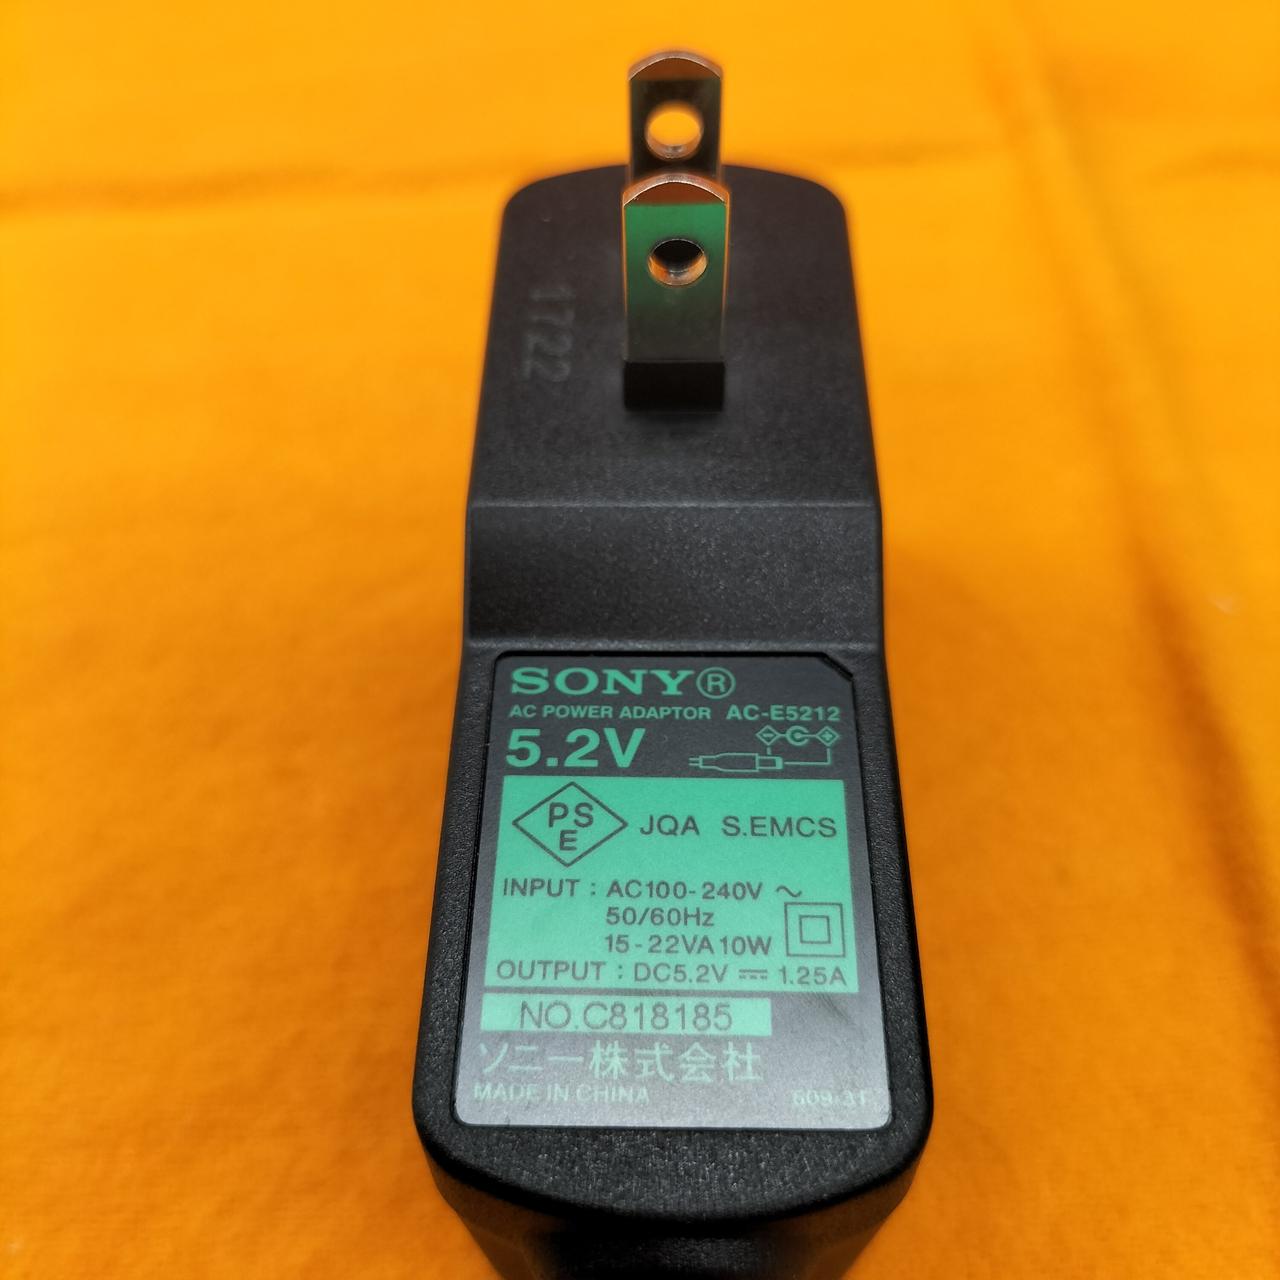 1722
SONY®
AC POWER ADAPTOR AC-E5212
5.2V
PSE JQA S.EMCS
INPUT : AC100-240V ～
50/60Hz
15-22VA 10W
OUTPUT : DC5.2V ⎓ 1.25A
NO.C818185
ソニー株式会社
MADE IN CHINA